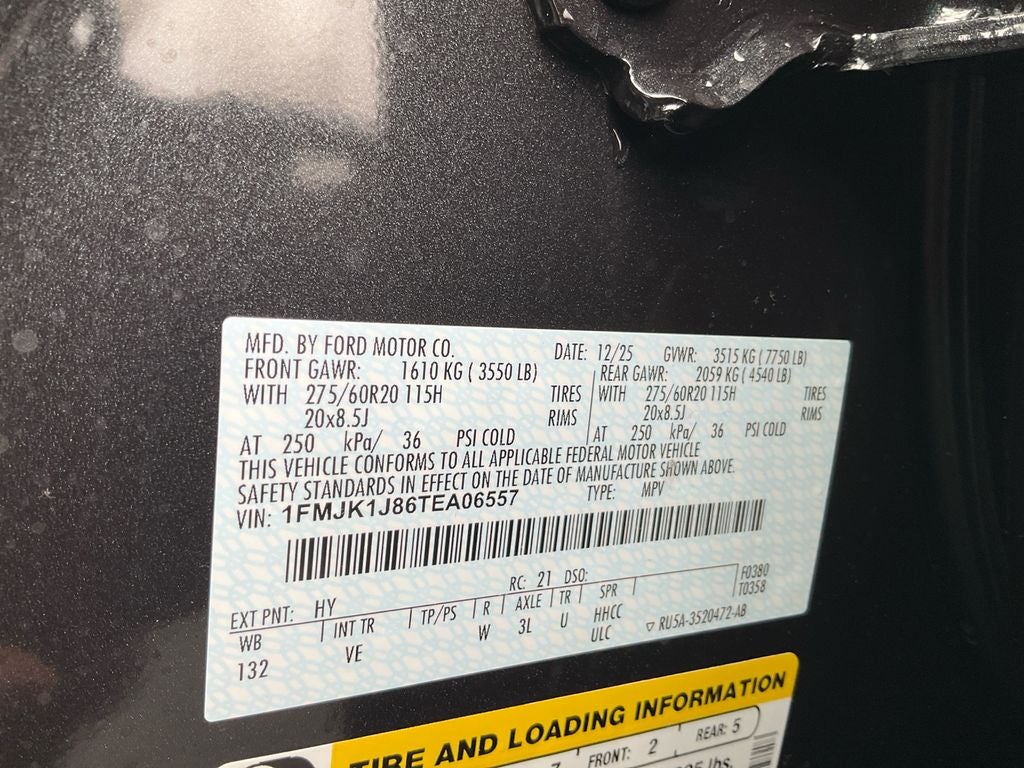 MFD. BY FORD MOTOR CO. DATE: 12/25 GVWR: 3515 KG ( 7750 LB)
FRONT GAWR: 1610 KG ( 3550 LB) REAR GAWR: 2059 KG ( 4540 LB)
WITH 275/60R20 115H TIRES WITH 275/60R20 115H TIRES
20x8.5J RIMS 20x8.5J RIMS
AT 250 kPa/ 36 PSI COLD AT 250 kPa/ 36 PSI COLD
THIS VEHICLE CONFORMS TO ALL APPLICABLE FEDERAL MOTOR VEHICLE
SAFETY STANDARDS IN EFFECT ON THE DATE OF MANUFACTURE SHOWN ABOVE.
VIN: 1FMJK1J86TEA06557 TYPE: MPV
EXT PNT: HY RC: 21 DSO: F0380
T0358
WB INT TR TP/PS R AXLE TR SPR
132 VE W 3L U HHCC
ULC ▽ RU5A-3520472-AB
TIRE AND LOADING INFORMATION
7 FRONT: 2 REAR: 5
lbs.